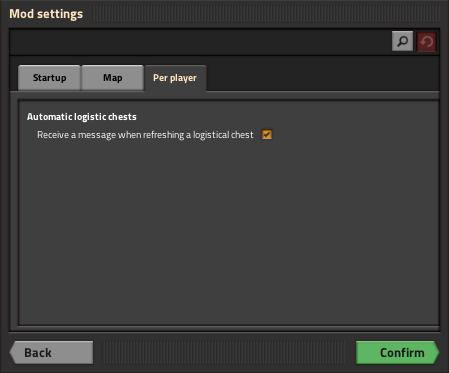 Mod settings
Startup
Map
Per player
Automatic logistic chests
Receive a message when refreshing a logistical chest
Back
Confirm